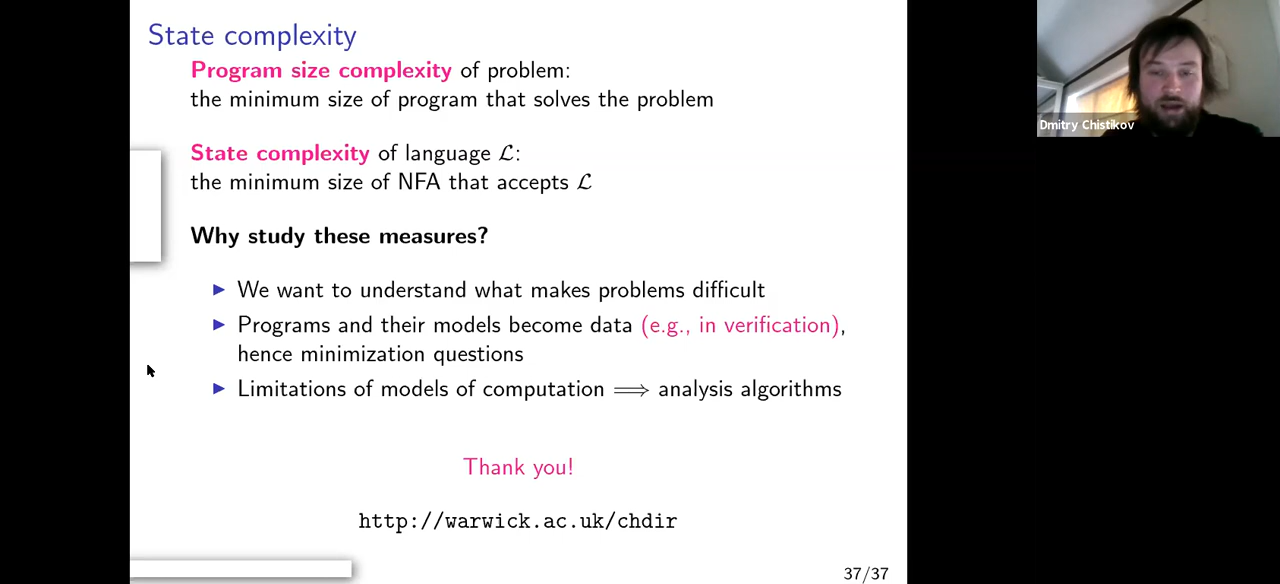 State complexity
Program size complexity of problem:
the minimum size of program that solves the problem
State complexity of language ℒ:
the minimum size of NFA that accepts ℒ
Why study these measures?
▶ We want to understand what makes problems difficult
▶ Programs and their models become data (e.g., in verification),
hence minimization questions
▶ Limitations of models of computation ⟹ analysis algorithms
Thank you!
http://warwick.ac.uk/chdir
37/37
Dmitry Chistikov